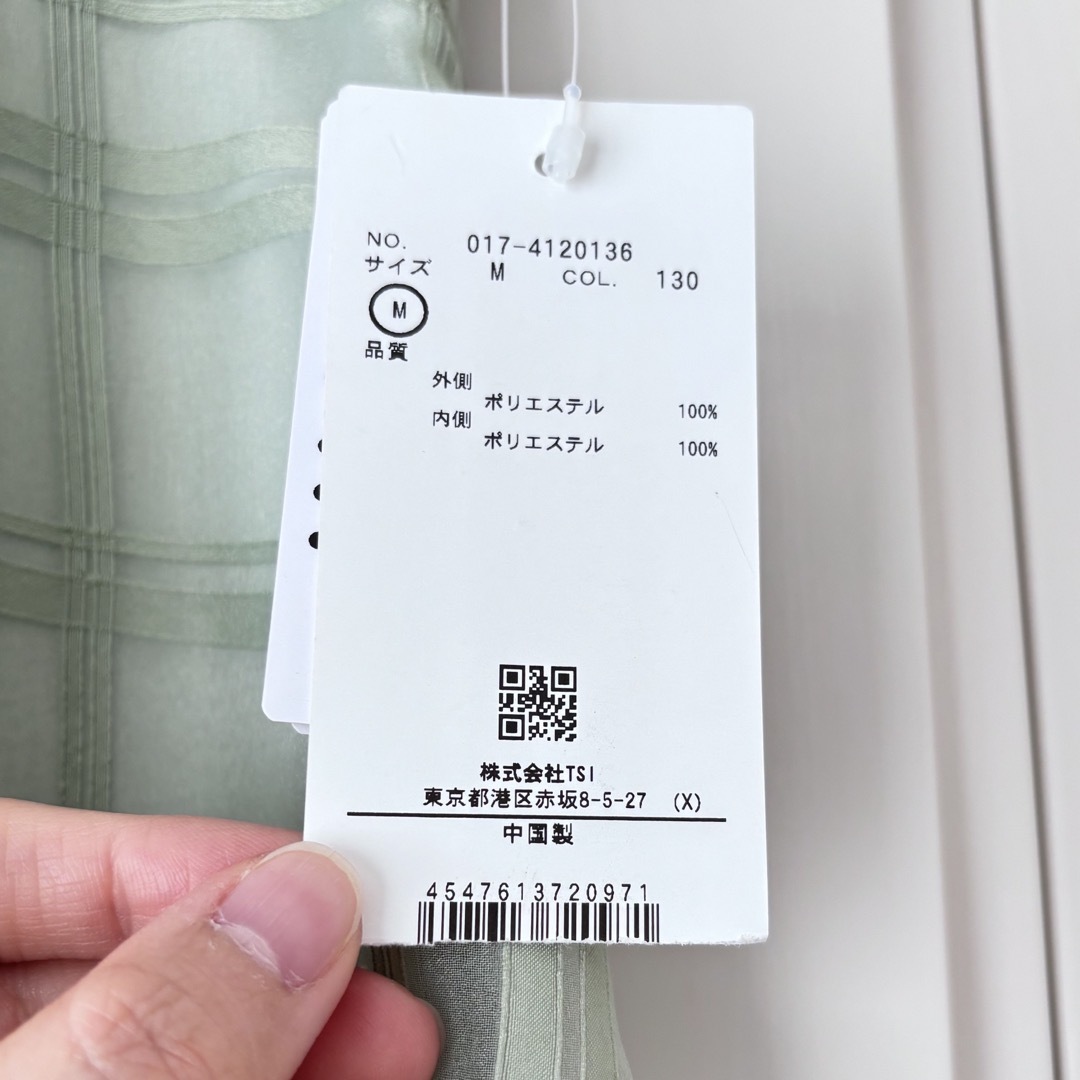 NO. 017-4120136
サイズ M COL. 130
M
品質
外側
ポリエステル 100%
内側
ポリエステル 100%
株式会社TSI
東京都港区赤坂8-5-27 (X)
中国製
4547613720971